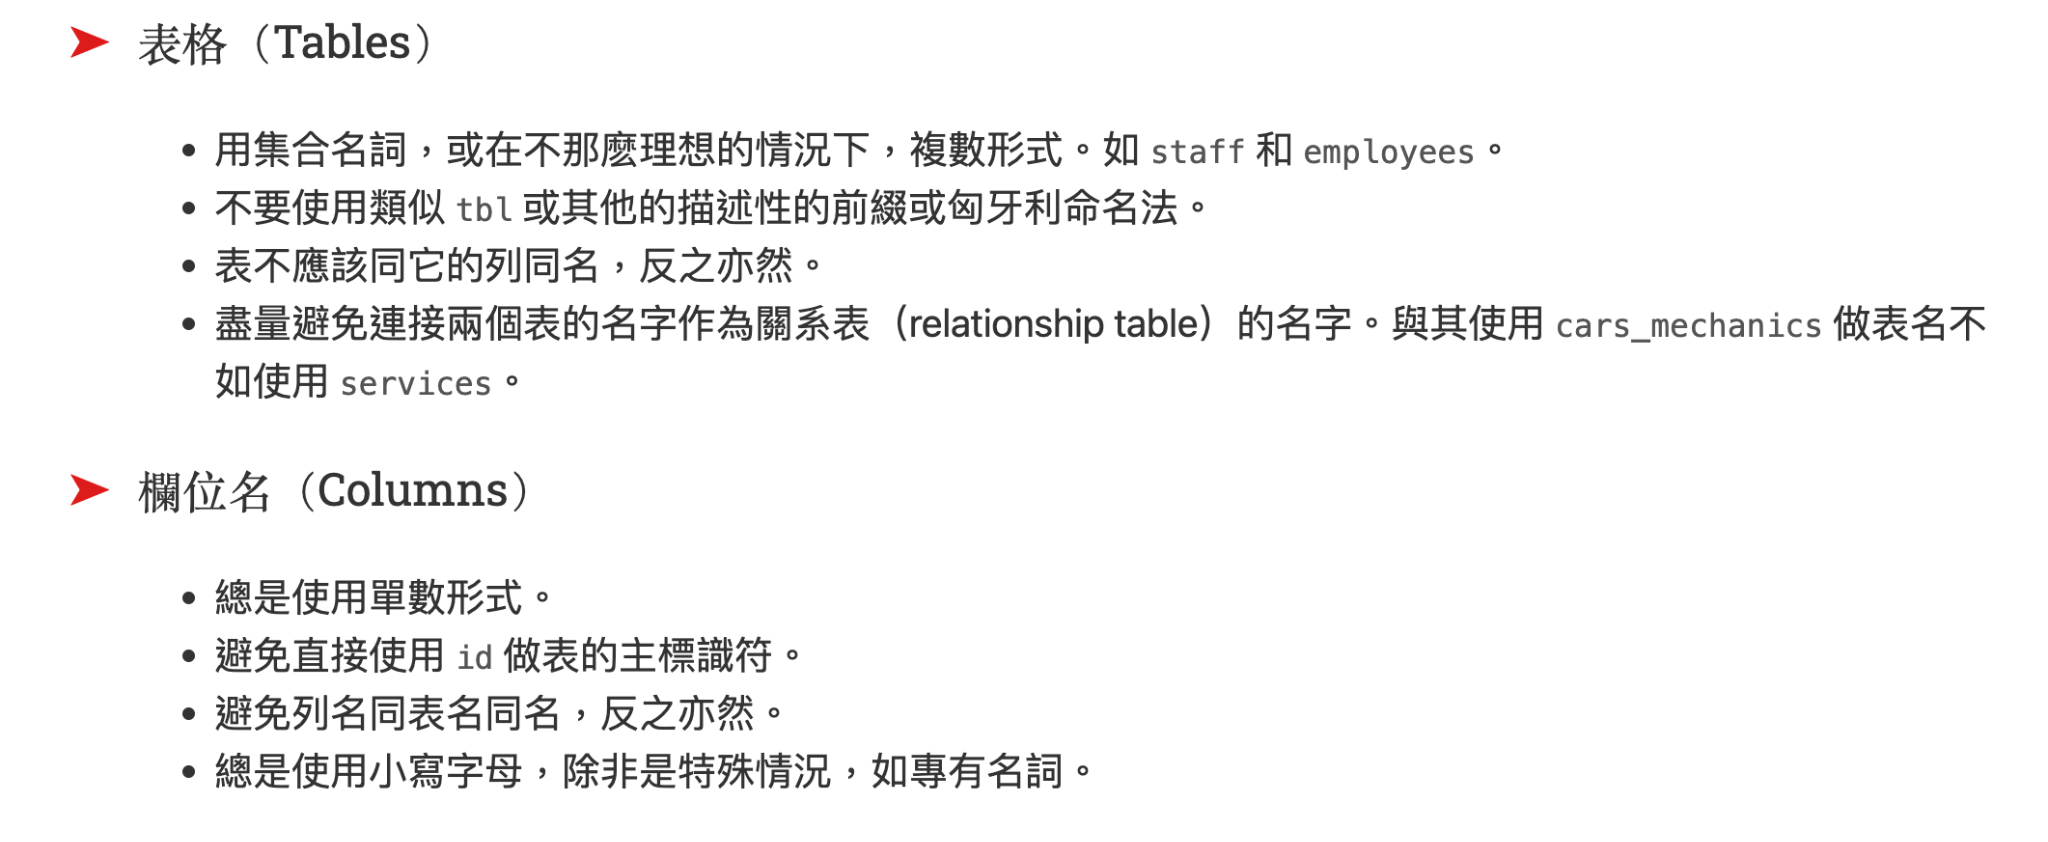 表格（Tables）
用集合名詞，或在不那麼理想的情況下，複數形式。如 staff 和 employees。
不要使用類似 tbl 或其他的描述性的前綴或匈牙利命名法。
表不應該同它的列同名，反之亦然。
盡量避免連接兩個表的名字作為關系表（relationship table）的名字。與其使用 cars_mechanics 做表名不
如使用 services。
欄位名（Columns）
總是使用單數形式。
避免直接使用 id 做表的主標識符。
避免列名同表名同名，反之亦然。
總是使用小寫字母，除非是特殊情況，如專有名詞。